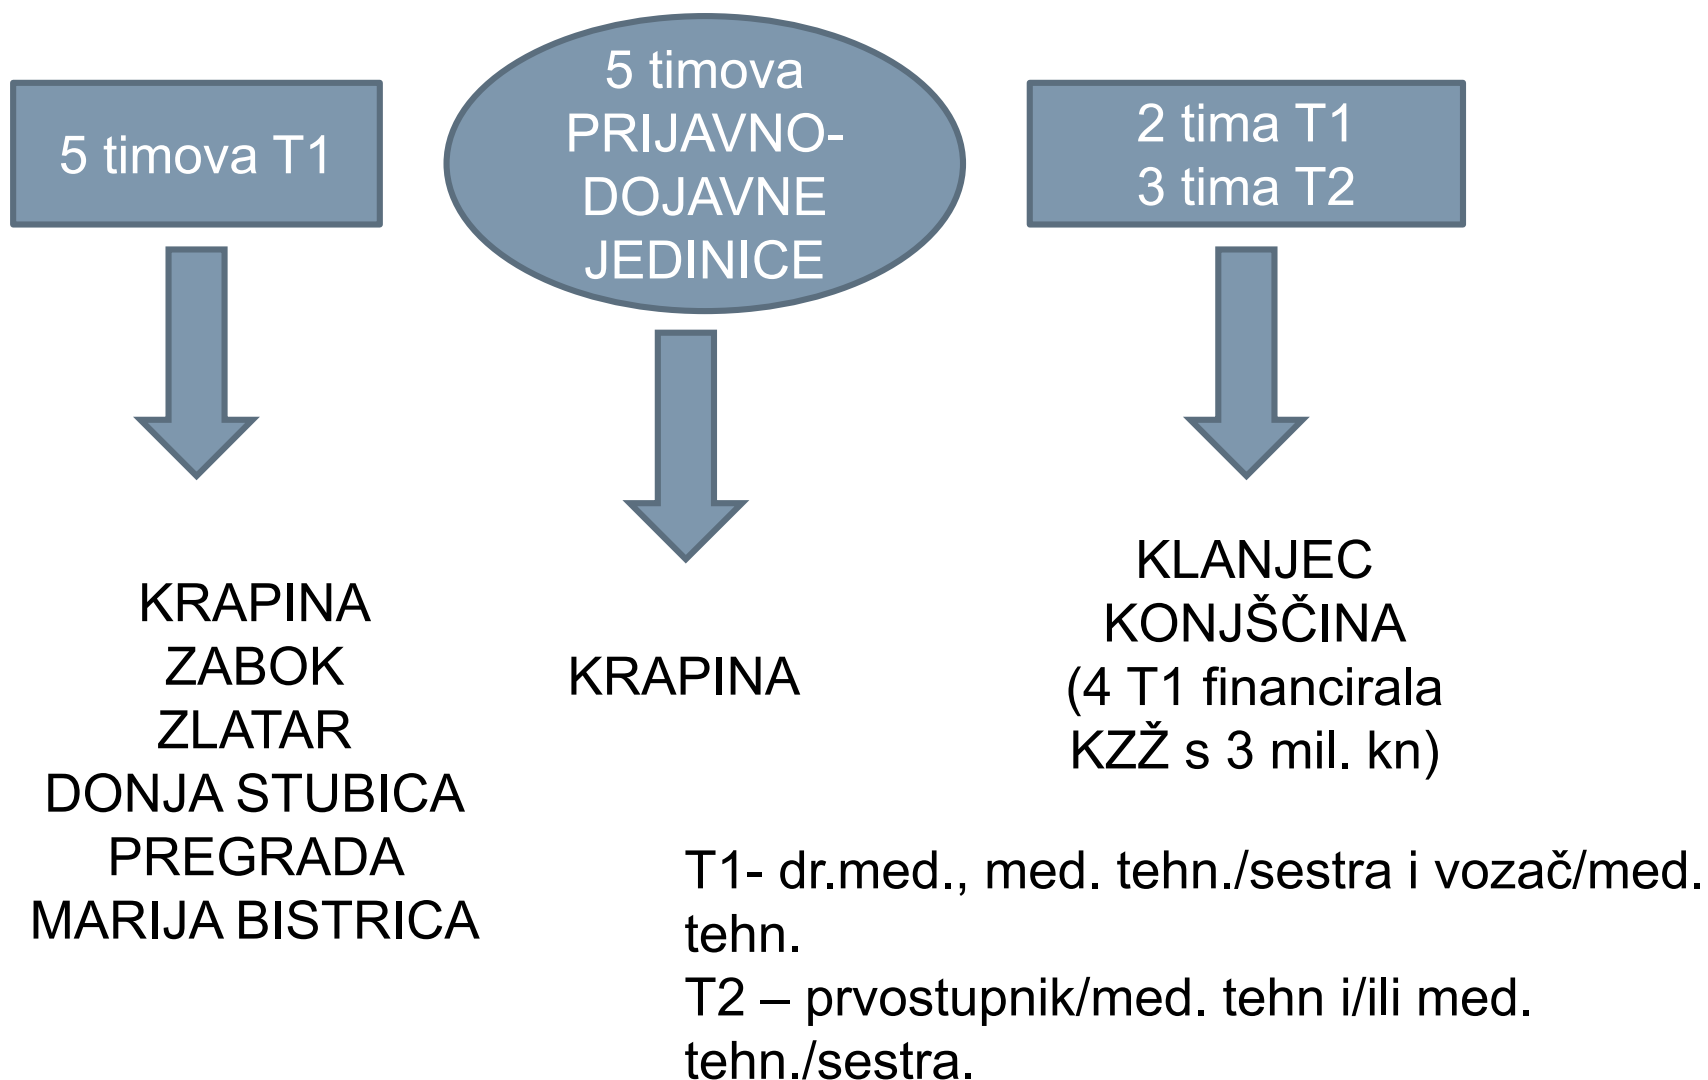 5 timova T1
5 timova
PRIJAVNO-
DOJAVNE
JEDINICE
2 tima T1
3 tima T2
KRAPINA
ZABOK
ZLATAR
DONJA STUBICA
PREGRADA
MARIJA BISTRICA
KRAPINA
KLANJEC
KONJŠČINA
(4 T1 financirala
KZŽ s 3 mil. kn)
T1- dr.med., med. tehn./sestra i vozač/med.
tehn.
T2 – prvostupnik/med. tehn i/ili med.
tehn./sestra.